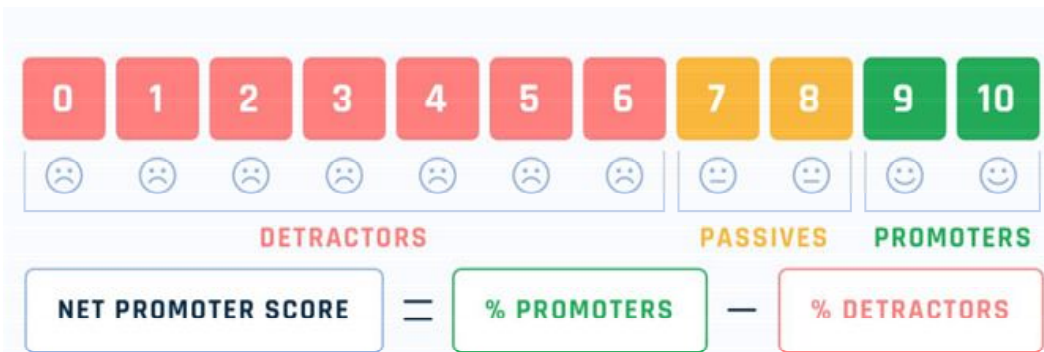 0 1 2 3 4 5 6 7 8 9 10
DETRACTORS PASSIVES PROMOTERS
NET PROMOTER SCORE = % PROMOTERS — % DETRACTORS